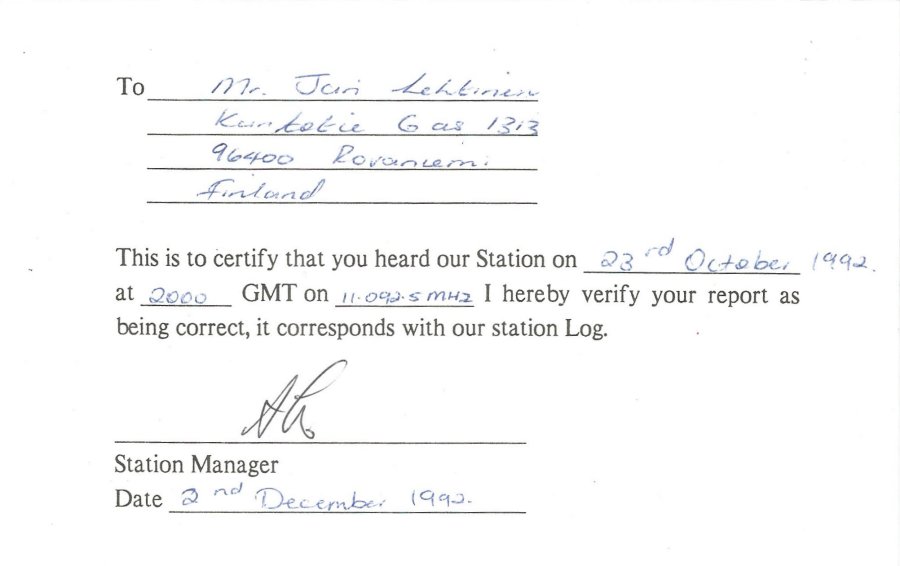 To Mr. Jari Lehtinen
Kuntotie 6 as 1313
96400 Rovaniemi
Finland
This is to certify that you heard our Station on 23rd October 1992.
at 2000 GMT on 11.092.5 MHZ I hereby verify your report as
being correct, it corresponds with our station Log.
Station Manager
Date 2nd December 1992.